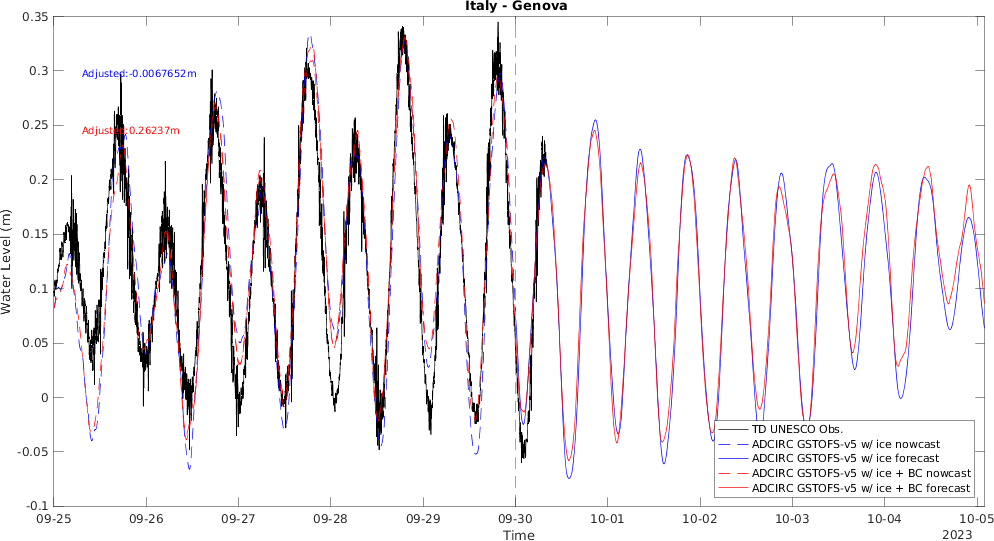 Italy - Genova
0.35
0.3
0.25
0.2
0.15
0.1
0.05
0
-0.05
-0.1
Water Level (m)
Adjusted:-0.0067652m
Adjusted:0.26237m
TD UNESCO Obs.
ADCIRC GSTOFS-v5 w/ ice nowcast
ADCIRC GSTOFS-v5 w/ ice forecast
ADCIRC GSTOFS-v5 w/ ice + BC nowcast
ADCIRC GSTOFS-v5 w/ ice + BC forecast
09-25 09-26 09-27 09-28 09-29 09-30 10-01 10-02 10-03 10-04 10-05
Time
2023